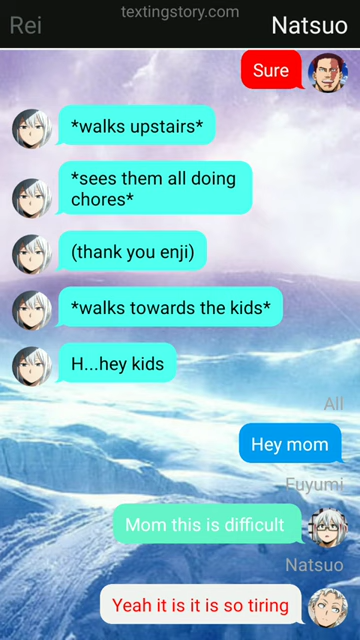 textingstory.com
Rei
Natsuo
Sure
*walks upstairs*
*sees them all doing
chores*
(thank you enji)
*walks towards the kids*
H...hey kids
All
Hey mom
Fuyumi
Mom this is difficult
Natsuo
Yeah it is it is so tiring